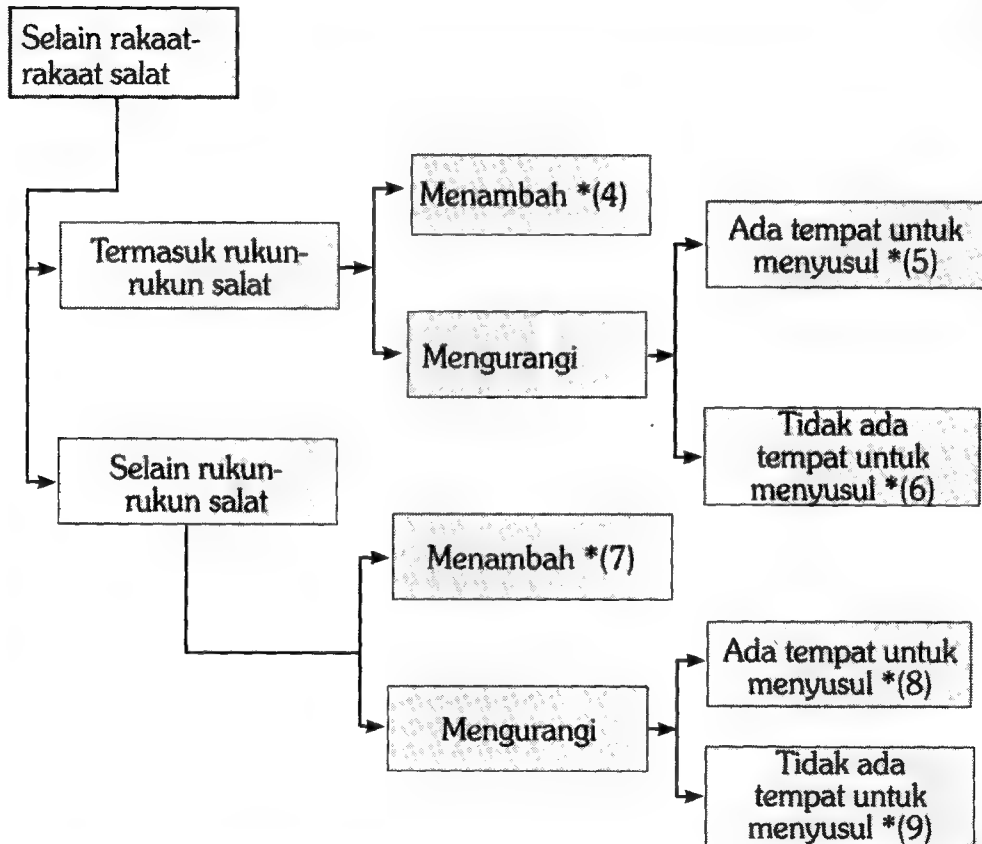 Selain rakaat-
rakaat salat
Termasuk rukun-
rukun salat
Menambah *(4)
Mengurangi
Ada tempat untuk
menyusul *(5)
Tidak ada
tempat untuk
menyusul *(6)
Selain rukun-
rukun salat
Menambah *(7)
Mengurangi
Ada tempat untuk
menyusul *(8)
Tidak ada
tempat untuk
menyusul *(9)